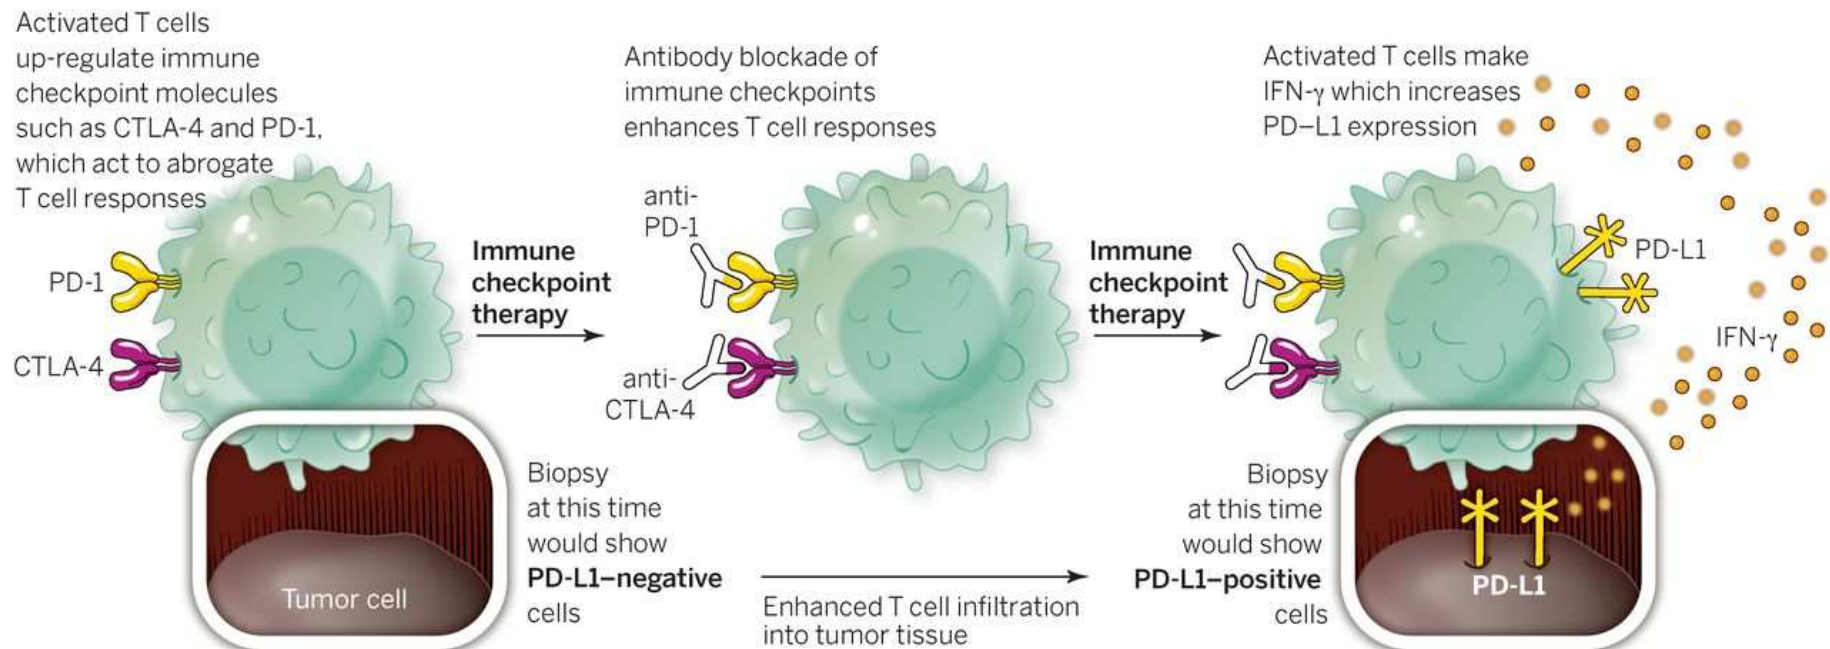 Activated T cells
up-regulate immune
checkpoint molecules
such as CTLA-4 and PD-1,
which act to abrogate
T cell responses
PD-1
CTLA-4
Tumor cell
Biopsy
at this time
would show
PD-L1–negative
cells
Immune
checkpoint
therapy
Antibody blockade of
immune checkpoints
enhances T cell responses
anti-
PD-1
anti-
CTLA-4
Enhanced T cell infiltration
into tumor tissue
Immune
checkpoint
therapy
Activated T cells make
IFN-γ which increases
PD–L1 expression
PD-L1
IFN-γ
Biopsy
at this time
would show
PD-L1–positive
cells
PD-L1